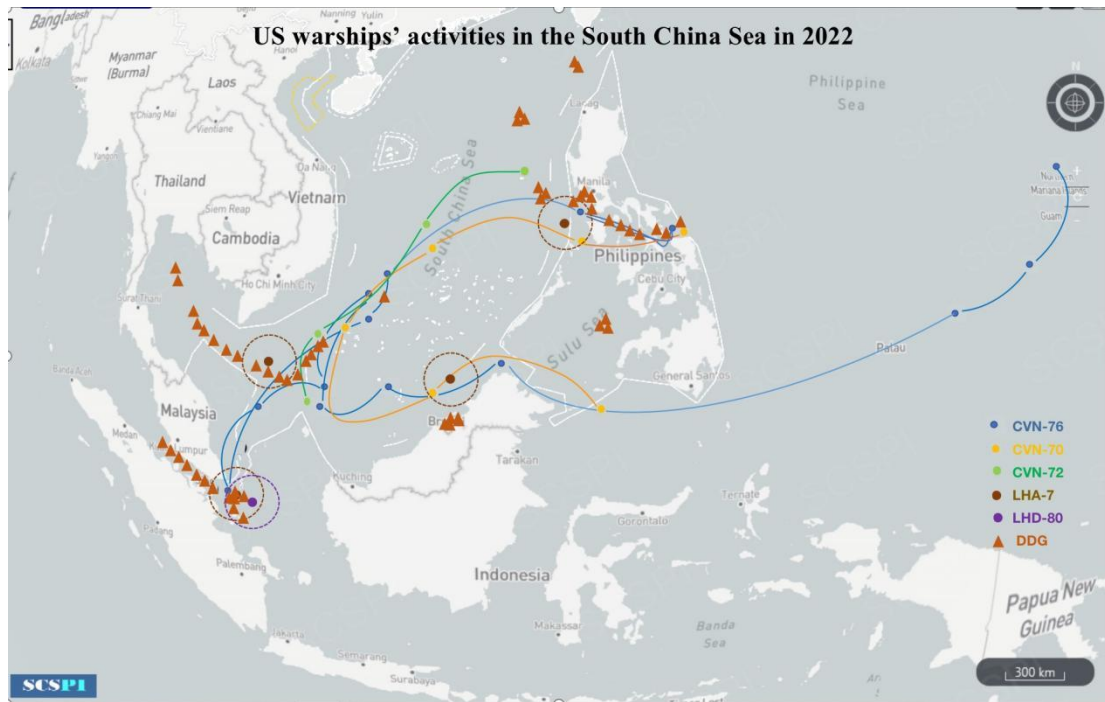 US warships' activities in the South China Sea in 2022
Bangladesh
Kolkata
Myanmar
(Burma)
Nanning
Yulin
Hanoi
Laos
Chiang Mai
Vientiane
Thailand
Da Nang
Vietnam
Siem Reap
Cambodia
Ho Chi Minh City
Surat Thani
South China Sea
Laoag
Manila
Philippines
Cebu City
Sulu Sea
General Santos
Philippine
Sea
N
Northern
Mariana Islands
Guam
Palau
Banda Aceh
Malaysia
Medan
Kuala Lumpur
Kuching
Tarakan
Padang
Palembang
Jakarta
Semarang
Surabaya
Indonesia
Makassar
Gorontalo
Ternate
Banda
Sea
Papua New
Guinea
CVN-76
CVN-70
CVN-72
LHA-7
LHD-80
DDG
300 km
SCSPI